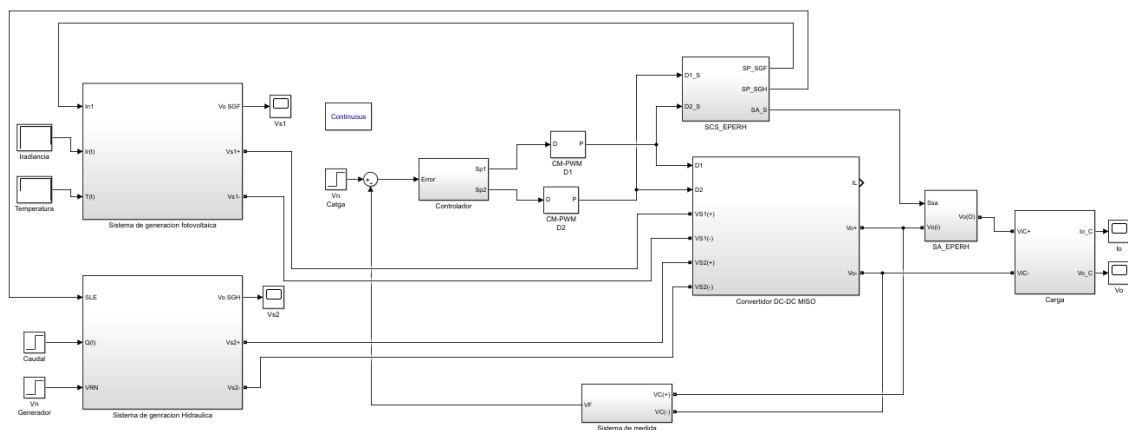 In1
Ir(t)
T(t)
Vo SGF
Vs1+
Vs1-
Sistema de generacion fotovoltaica
Iradiancia
Temperatura
Vs1
Continuous
Vn
Catga
Error
Sp1
Sp2
Controlador
D
P
CM-PWM
D1
D
P
CM-PWM
D2
D1_S
D2_S
SP_SGF
SP_SGH
SA_S
SCS_EPERH
D1
D2
VS1(+)
VS1(-)
VS2(+)
VS2(-)
IL
Vo+
Vo-
Convertidor DC-DC MISO
Ssa
Vo(i)
Vo(O)
SA_EPERH
VIC+
VIC-
Io_C
Vo_C
Carga
Io
Vo
SLE
Q(t)
VRN
Vo SGH
Vs2+
Vs2-
Sistema de genracion Hidraulica
Caudal
Vn
Generador
Vs2
VF
VC(+)
VC(-)
Sistema de medida